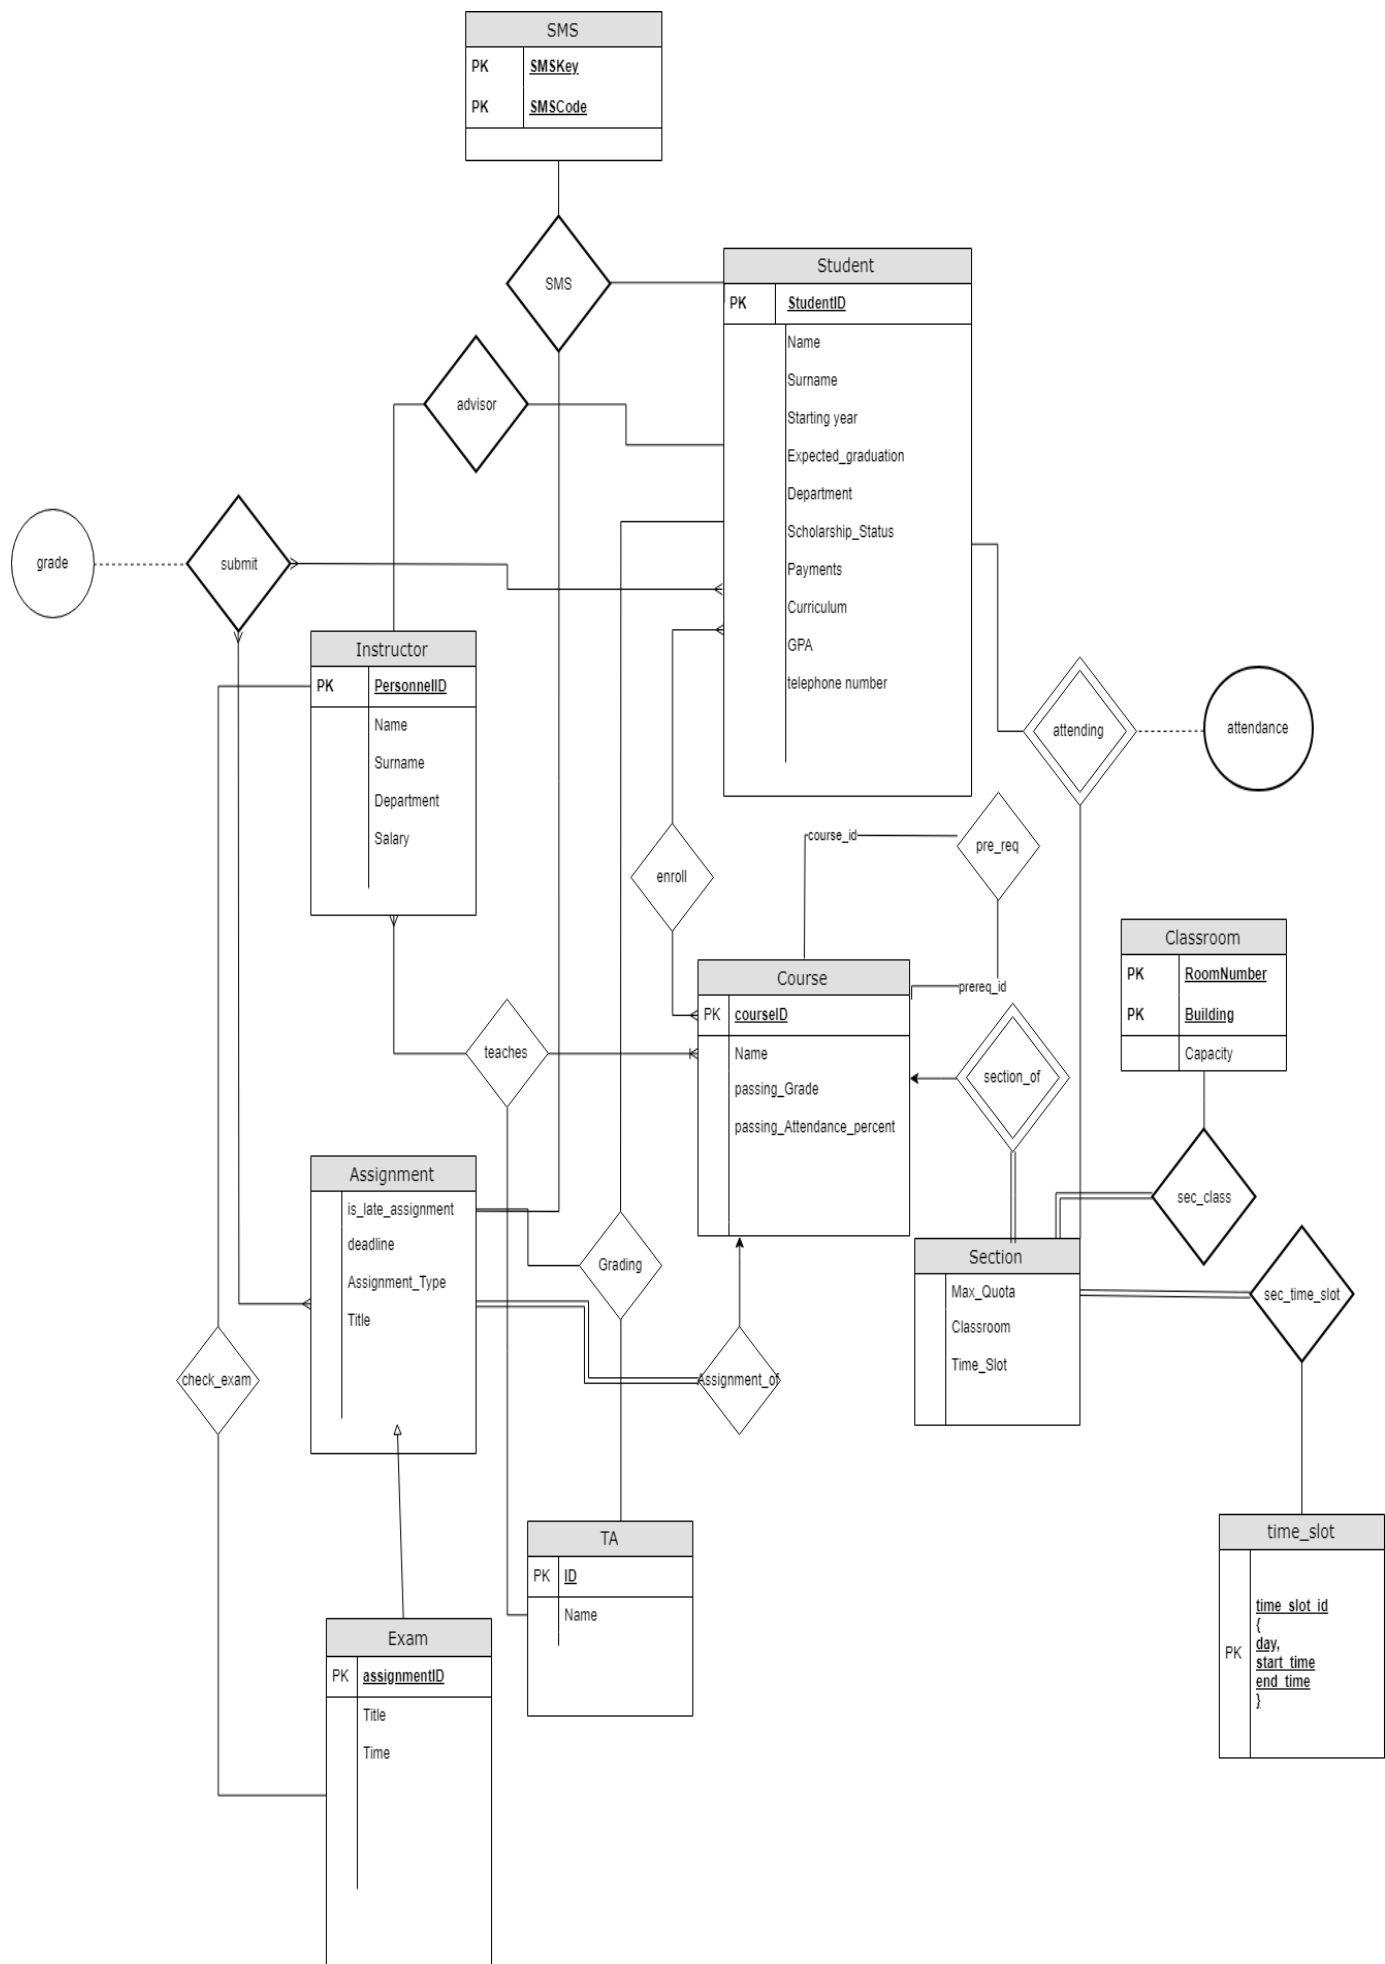 SMS
PK SMSKey
PK SMSCode
SMS
Student
PK StudentID
Name
Surname
Starting year
Expected_graduation
Department
Scholarship_Status
Payments
Curriculum
GPA
telephone number
advisor
grade
submit
Instructor
PK PersonnelID
Name
Surname
Department
Salary
attending
attendance
enroll
course_id
pre_req
prereq_id
Course
PK courseID
Name
passing_Grade
passing_Attendance_percent
Classroom
PK RoomNumber
PK Building
Capacity
teaches
section_of
sec_class
Assignment
is_late_assignment
deadline
Assignment_Type
Title
Grading
Section
Max_Quota
Classroom
Time_Slot
sec_time_slot
check_exam
Assignment_of
TA
PK ID
Name
time_slot
PK
time_slot_id
{
day,
start_time
end_time
}
Exam
PK assignmentID
Title
Time